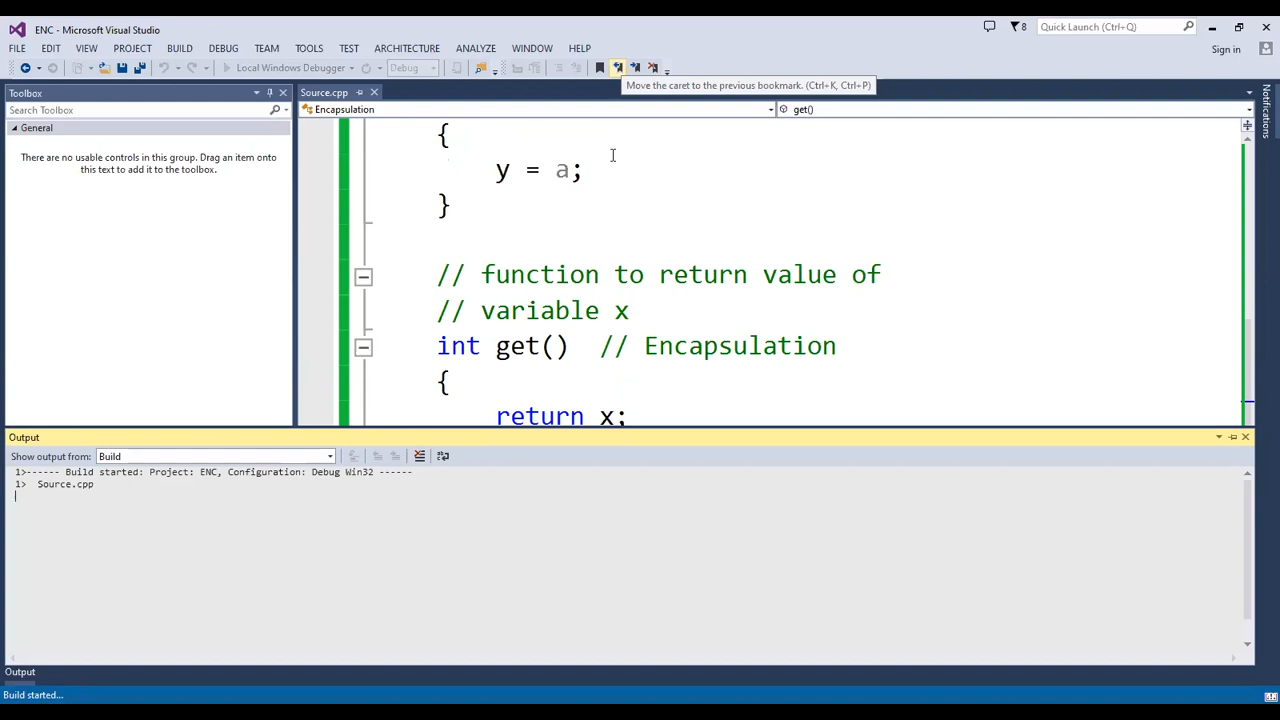 ENC - Microsoft Visual Studio
8
Quick Launch (Ctrl+Q)
FILE EDIT VIEW PROJECT BUILD DEBUG TEAM TOOLS TEST ARCHITECTURE ANALYZE WINDOW HELP
Sign in
Local Windows Debugger
Debug
Move the caret to the previous bookmark. (Ctrl+K, Ctrl+P)
Toolbox
Source.cpp
Notifications
Search Toolbox
Encapsulation
get()
General
There are no usable controls in this group. Drag an item onto
this text to add it to the toolbox.
{
y = a;
}
// function to return value of
// variable x
int get() // Encapsulation
{
return x;
Output
Show output from: Build
1>------ Build started: Project: ENC, Configuration: Debug Win32 ------
1> Source.cpp
Output
Build started...